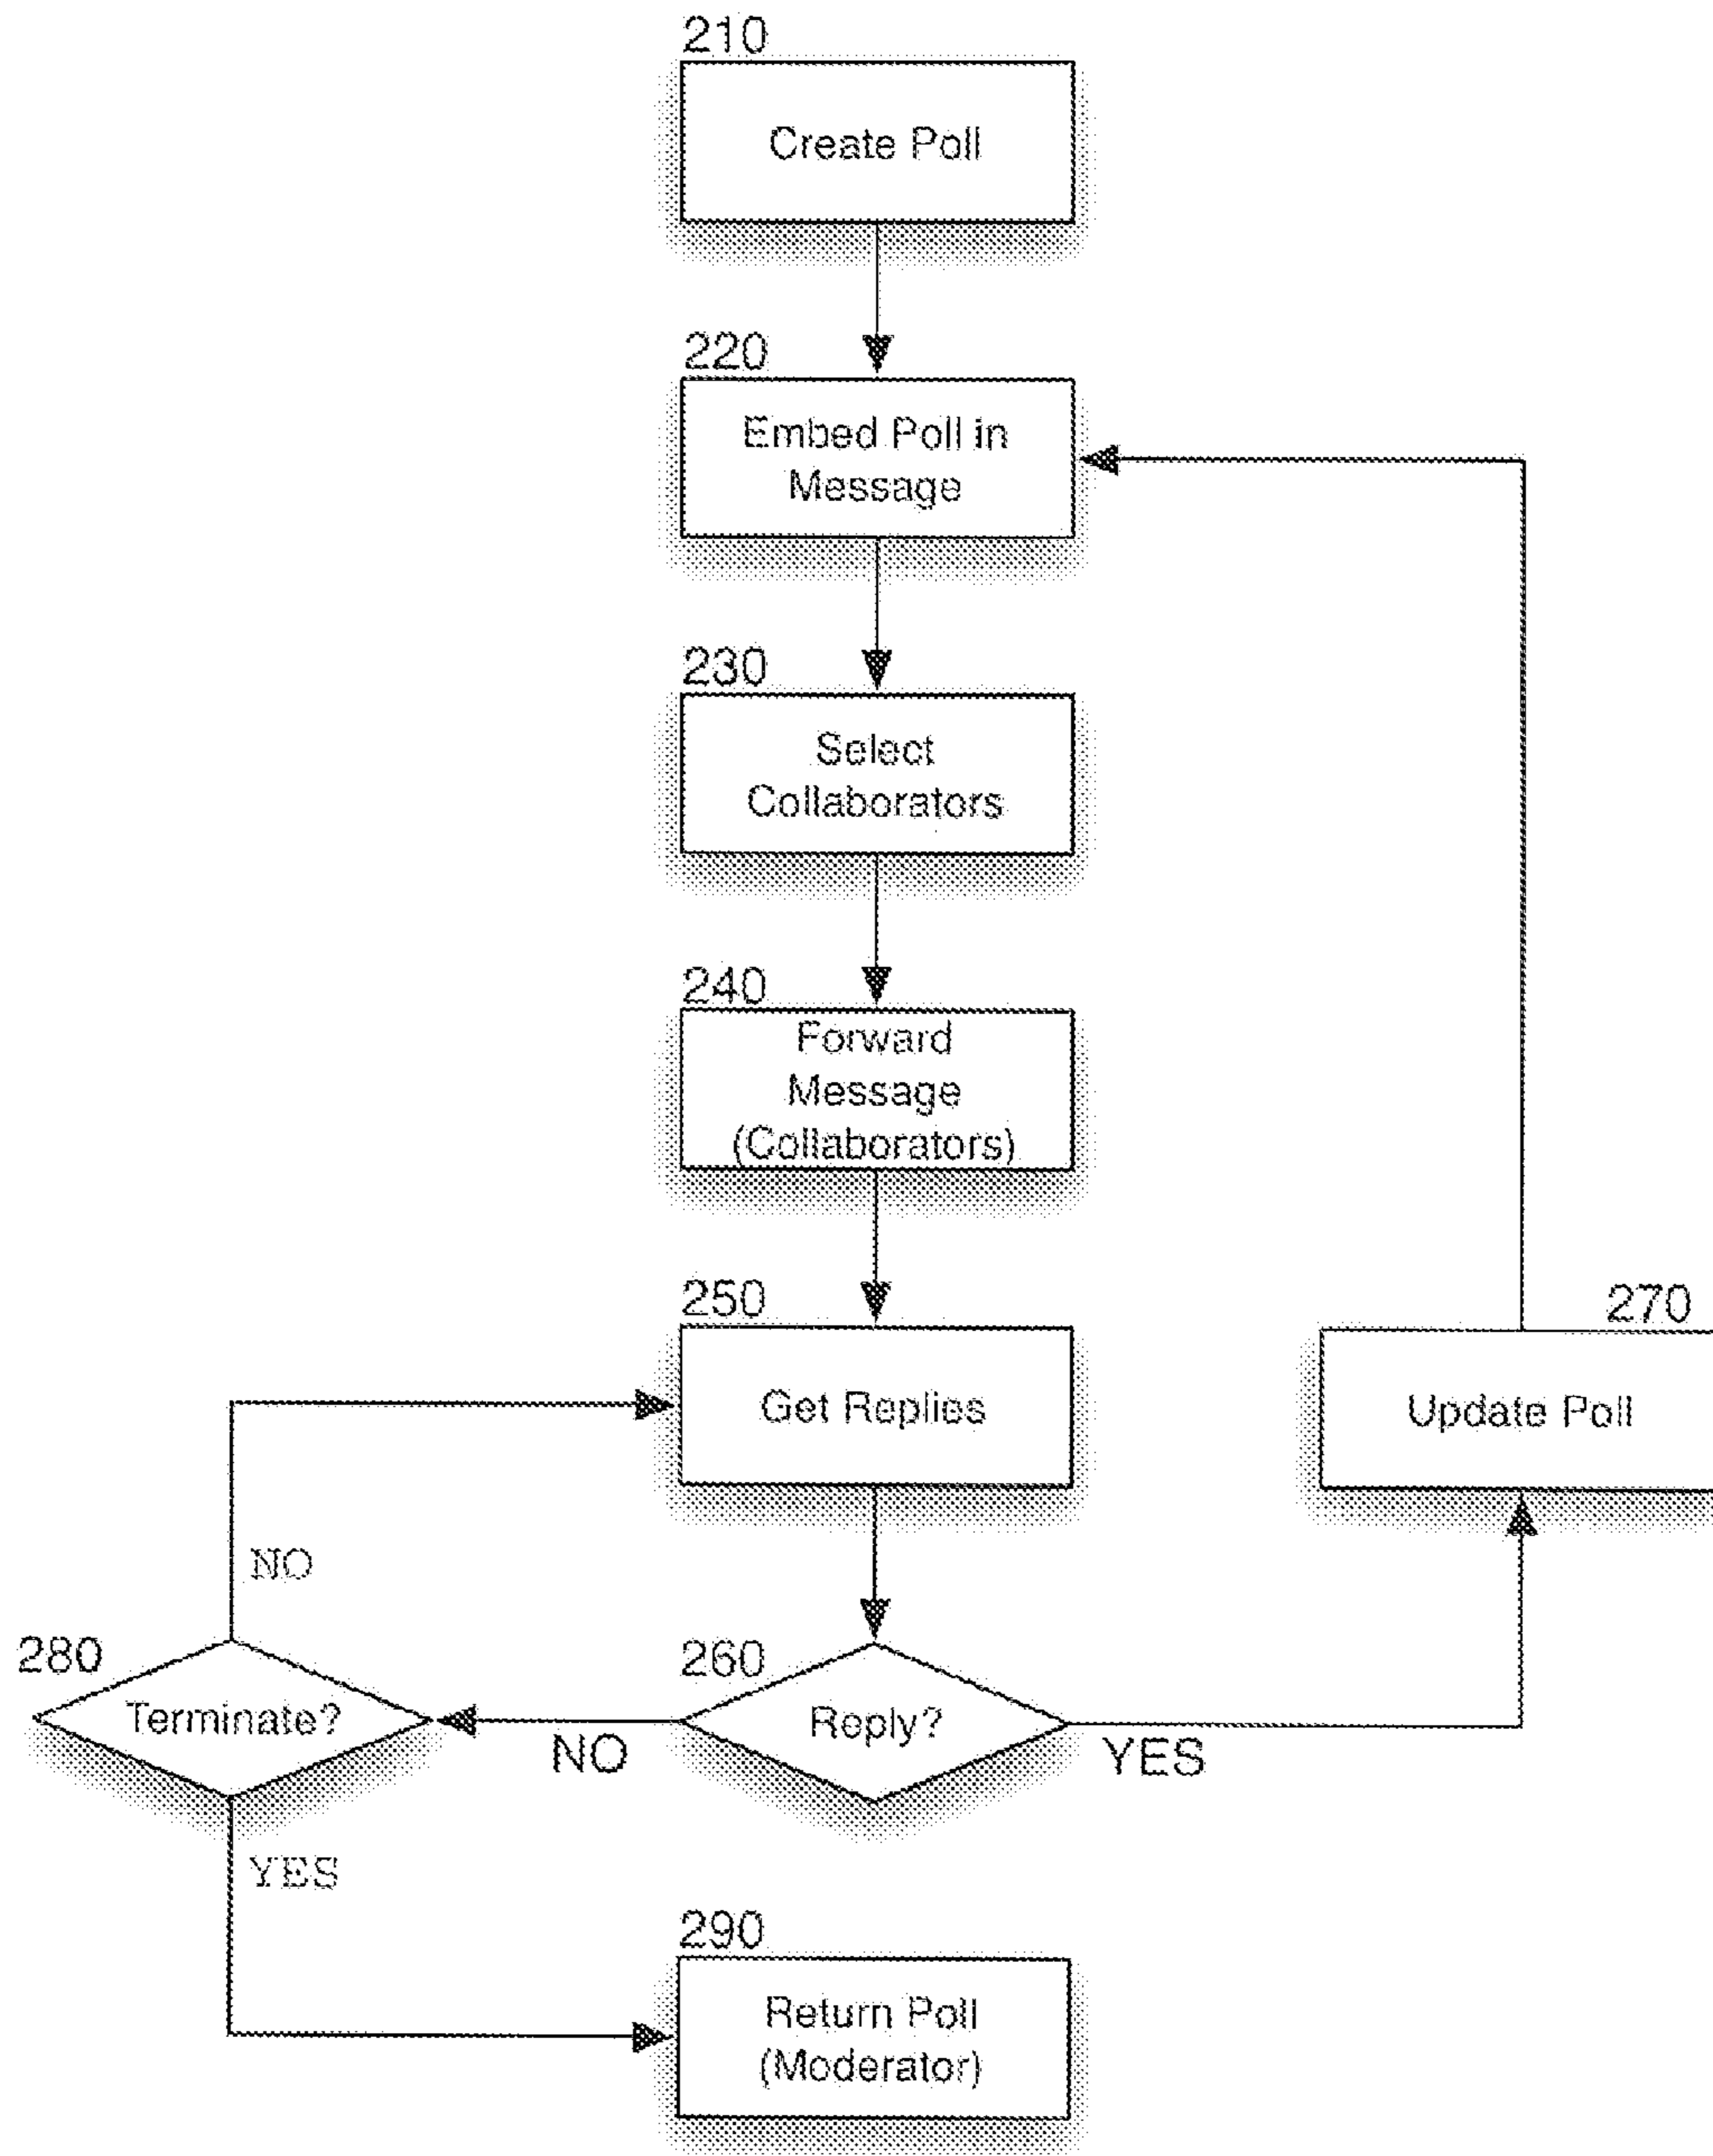 210
Create Poll
220
Embed Poll in
Message
230
Select
Collaborators
240
Forward
Message
(Collaborators)
250
Get Replies
270
Update Poll
NO
280
Terminate?
260
Reply?
NO
YES
YES
290
Return Poll
(Moderator)